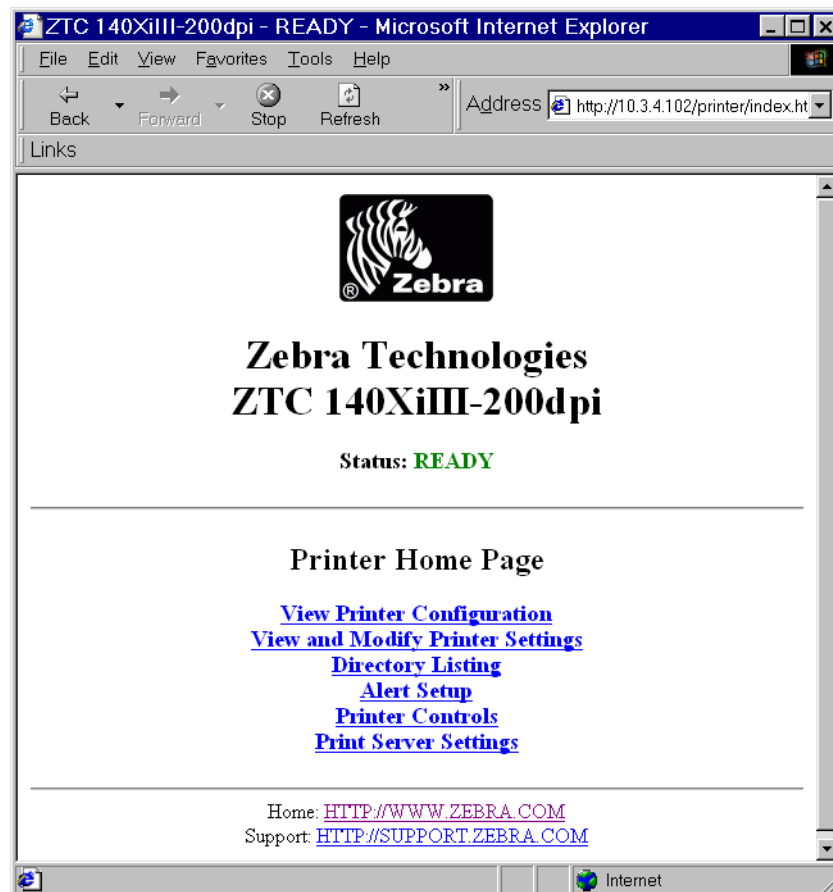 ZTC 140XiIII-200dpi - READY - Microsoft Internet Explorer
File Edit View Favorites Tools Help
Back Forward Stop Refresh » Address http://10.3.4.102/printer/index.ht
Links
® Zebra
Zebra Technologies
ZTC 140XiIII-200dpi
Status: READY
Printer Home Page
View Printer Configuration
View and Modify Printer Settings
Directory Listing
Alert Setup
Printer Controls
Print Server Settings
Home: HTTP://WWW.ZEBRA.COM
Support: HTTP://SUPPORT.ZEBRA.COM
Internet